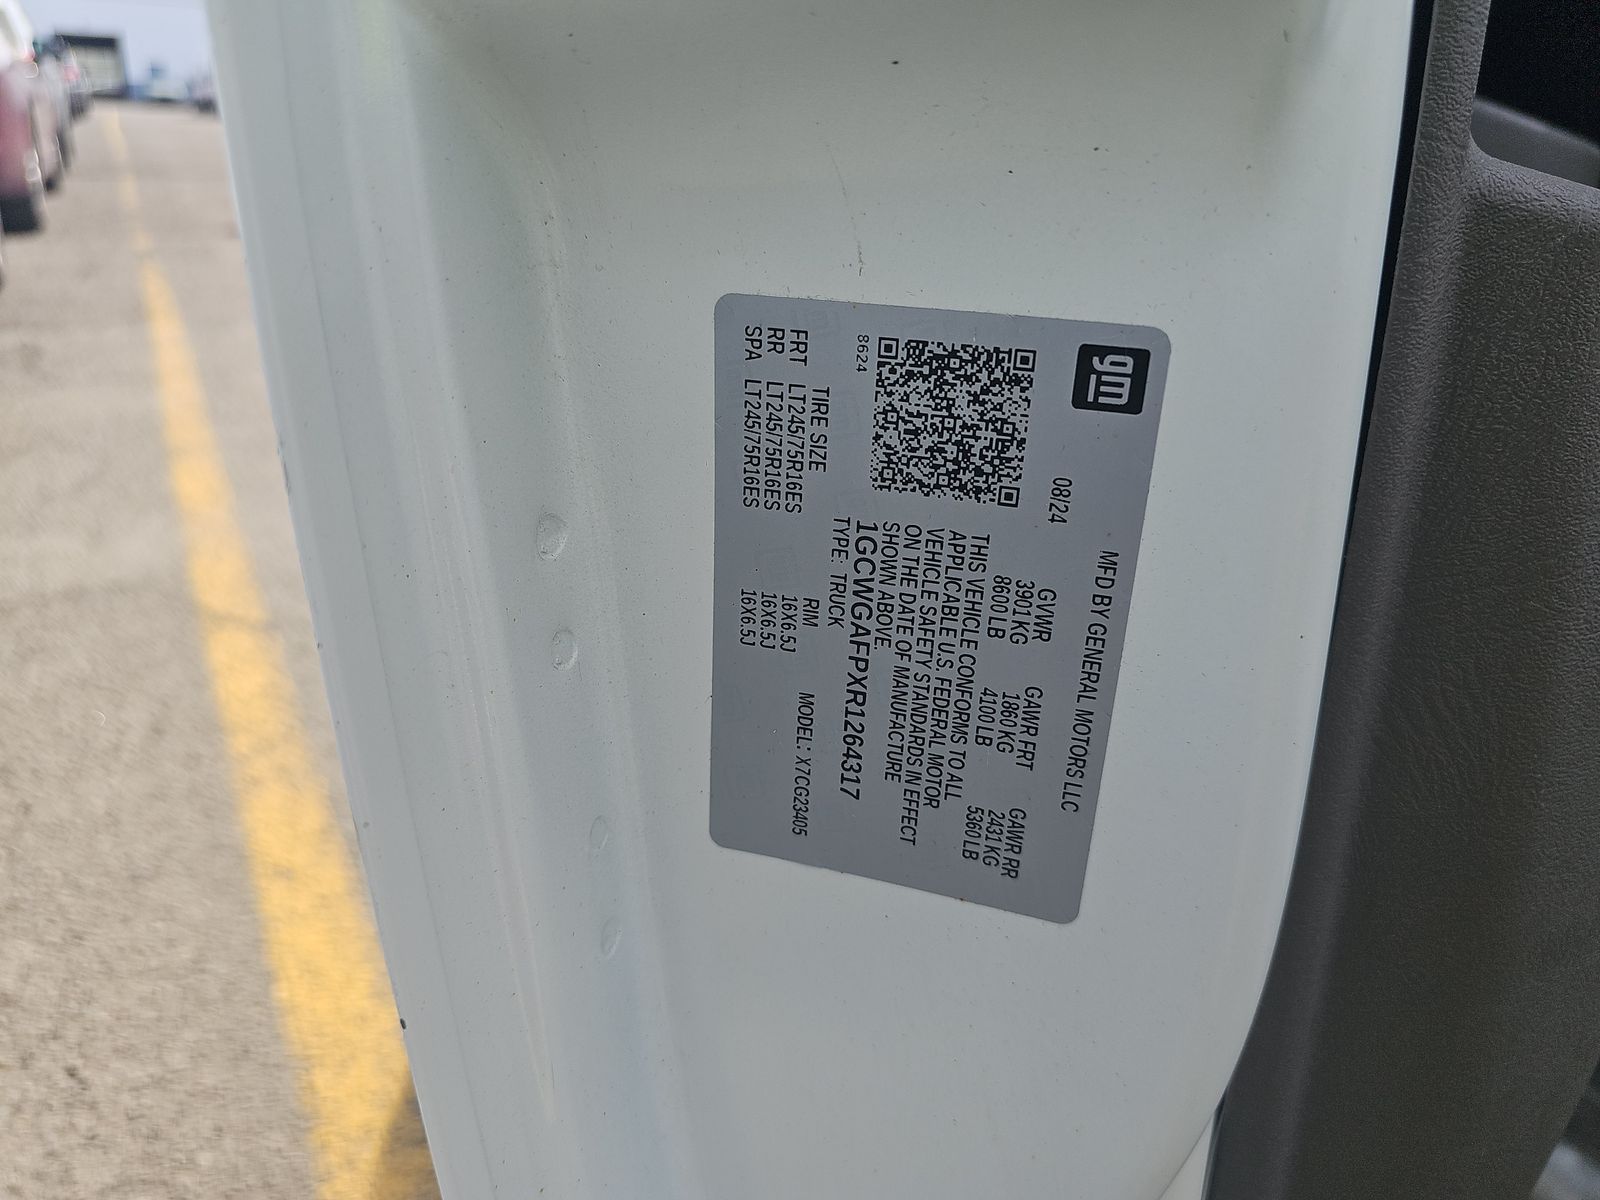 gm
MFD BY GENERAL MOTORS LLC
08/24
GVWR GAWR FRT GAWR RR
3901 KG 1860 KG 2431 KG
8600 LB 4100 LB 5360 LB
THIS VEHICLE CONFORMS TO ALL
APPLICABLE U.S. FEDERAL MOTOR
VEHICLE SAFETY STANDARDS IN EFFECT
ON THE DATE OF MANUFACTURE
SHOWN ABOVE.
8624
1GCWGAFPXR1264317
TYPE: TRUCK
MODEL: X7CG23405
TIRE SIZE RIM
FRT LT245/75R16ES 16X6.5J
RR LT245/75R16ES 16X6.5J
SPA LT245/75R16ES 16X6.5J